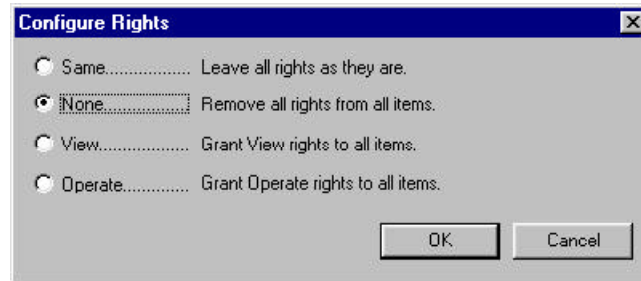 Configure Rights
Same................. Leave all rights as they are.
None................. Remove all rights from all items.
View.................. Grant View rights to all items.
Operate............. Grant Operate rights to all items.
OK Cancel